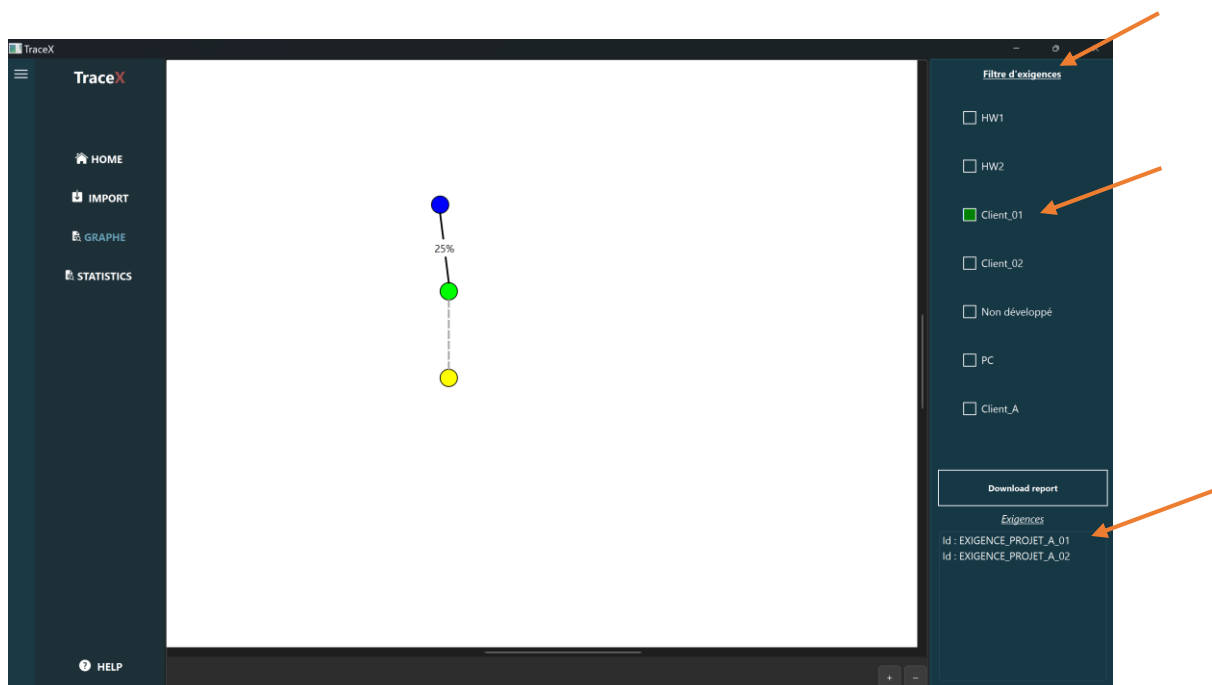 TraceX
TraceX
HOME
IMPORT
GRAPHE
STATISTICS
HELP
25%
+ −
Filtre d'exigences
HW1
HW2
Client_01
Client_02
Non développé
PC
Client_A
Download report
Exigences
Id : EXIGENCE_PROJET_A_01
Id : EXIGENCE_PROJET_A_02